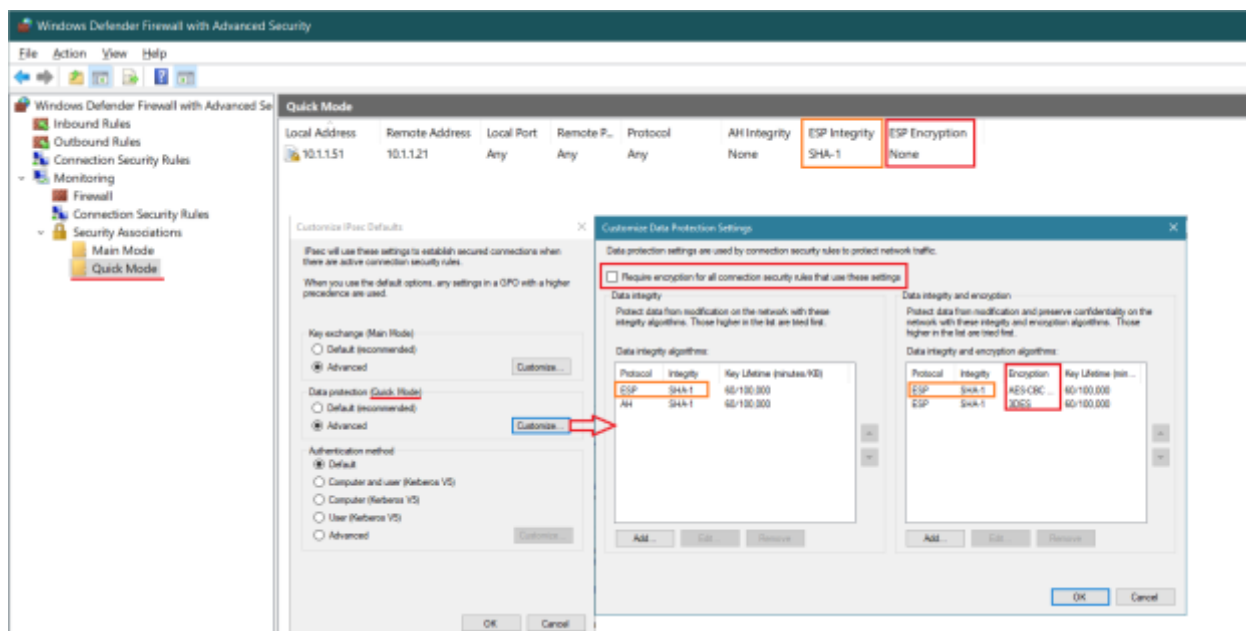 Windows Defender Firewall with Advanced Security
File Action View Help
Windows Defender Firewall with Advanced Se
Inbound Rules
Outbound Rules
Connection Security Rules
Monitoring
Firewall
Connection Security Rules
Security Associations
Main Mode
Quick Mode
Quick Mode
Local Address Remote Address Local Port Remote P... Protocol AH Integrity ESP Integrity ESP Encryption
10.1.1.51 10.1.1.21 Any Any Any None SHA-1 None
Customize IPsec Defaults
IPsec will use these settings to establish secured connections when
there are active connection security rules.
When you use the default options, any settings in a GPO with a higher
precedence are used.
Key exchange (Main Mode)
Default (recommended)
Advanced Customize...
Data protection (Quick Mode)
Default (recommended)
Advanced Customize...
Authentication method
Default
Computer and user (Kerberos V5)
Computer (Kerberos V5)
User (Kerberos V5)
Advanced Customize...
OK Cancel
Customize Data Protection Settings
Data protection settings are used by connection security rules to protect network traffic.
Require encryption for all connection security rules that use these settings
Data integrity
Protect data from modification on the network with these
integrity algorithms. Those higher in the list are tried first.
Data integrity algorithms:
Protocol Integrity Key Lifetime (minutes/KB)
ESP SHA-1 60/100,000
AH SHA-1 60/100,000
Add... Edit... Remove
Data integrity and encryption
Protect data from modification and preserve confidentiality on the
network with these integrity and encryption algorithms. Those
higher in the list are tried first.
Data integrity and encryption algorithms:
Protocol Integrity Encryption Key Lifetime (min...
ESP SHA-1 AES-CBC ... 60/100,000
ESP SHA-1 3DES 60/100,000
Add... Edit... Remove
OK Cancel